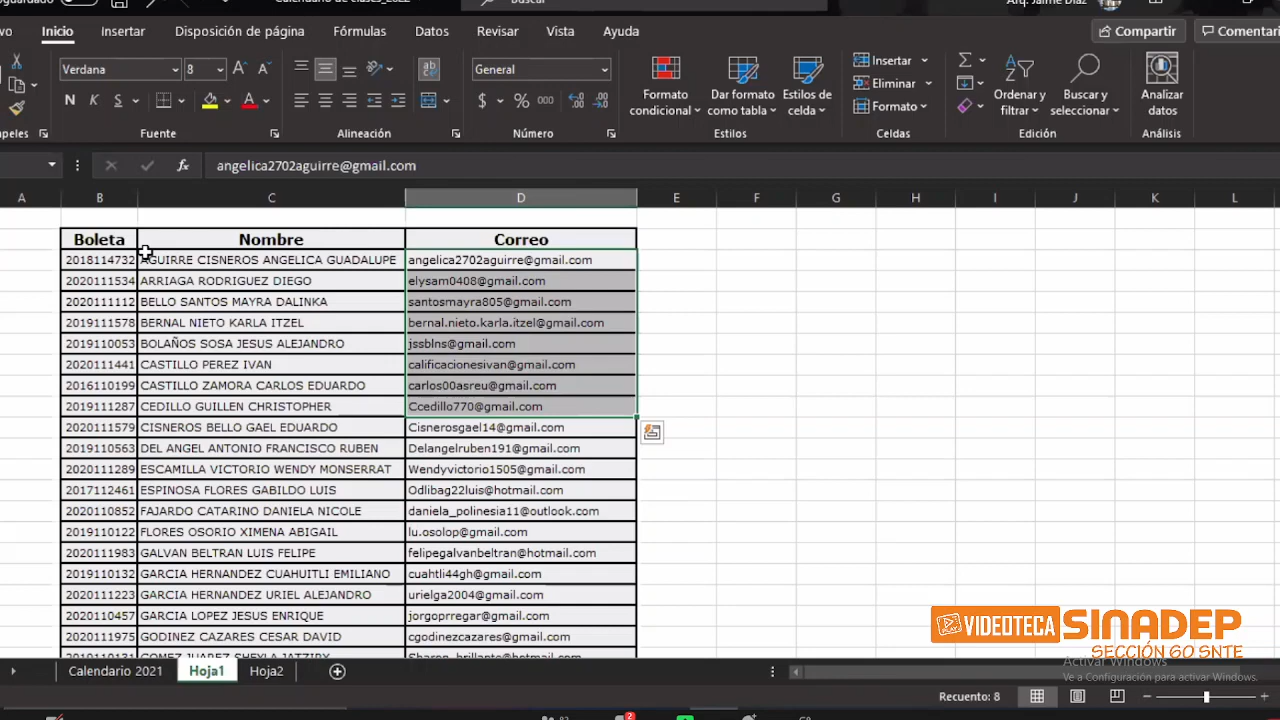 Calendario de clases_2022
Buscar
Arq. Jaime Díaz
Inicio Insertar Disposición de página Fórmulas Datos Revisar Vista Ayuda Compartir
Verdana 8 General Insertar Eliminar Formato
N K S
$ % 000
Formato condicional Dar formato como tabla Estilos de celda Ordenar y filtrar Buscar y seleccionar Analizar datos
Fuente Alineación Número Estilos Celdas Edición Análisis
fx angelica2702aguirre@gmail.com
A B C D E F G H I J K L
Boleta Nombre Correo
2018114732 AGUIRRE CISNEROS ANGELICA GUADALUPE angelica2702aguirre@gmail.com
2020111534 ARRIAGA RODRIGUEZ DIEGO elysam0408@gmail.com
2020111112 BELLO SANTOS MAYRA DALINKA santosmayra805@gmail.com
2019111578 BERNAL NIETO KARLA ITZEL bernal.nieto.karla.itzel@gmail.com
2019110053 BOLAÑOS SOSA JESUS ALEJANDRO jssblns@gmail.com
2020111441 CASTILLO PEREZ IVAN calificacionesivan@gmail.com
2016110199 CASTILLO ZAMORA CARLOS EDUARDO carlos00asreu@gmail.com
2019111287 CEDILLO GUILLEN CHRISTOPHER Ccedillo770@gmail.com
2020111579 CISNEROS BELLO GAEL EDUARDO Cisnerosgael14@gmail.com
2019110563 DEL ANGEL ANTONIO FRANCISCO RUBEN Delangelruben191@gmail.com
2020111289 ESCAMILLA VICTORIO WENDY MONSERRAT Wendyvictorio1505@gmail.com
2017112461 ESPINOSA FLORES GABILDO LUIS Odlibag22luis@hotmail.com
2020110852 FAJARDO CATARINO DANIELA NICOLE daniela_polinesia11@outlook.com
2019110122 FLORES OSORIO XIMENA ABIGAIL lu.osolop@gmail.com
2020111983 GALVAN BELTRAN LUIS FELIPE felipegalvanbeltran@hotmail.com
2019110132 GARCIA HERNANDEZ CUAHUITLI EMILIANO cuahtli44gh@gmail.com
2020111223 GARCIA HERNANDEZ URIEL ALEJANDRO urielga2004@gmail.com
2020110457 GARCIA LOPEZ JESUS ENRIQUE jorgoprregar@gmail.com
2020111975 GODINEZ CAZARES CESAR DAVID cgodinezcazares@gmail.com
VIDEOTECA SINADEP
SECCIÓN 60 SNTE
Activar Windows
Ve a Configuración para activar Windows.
Calendario 2021 Hoja1 Hoja2
Recuento: 8